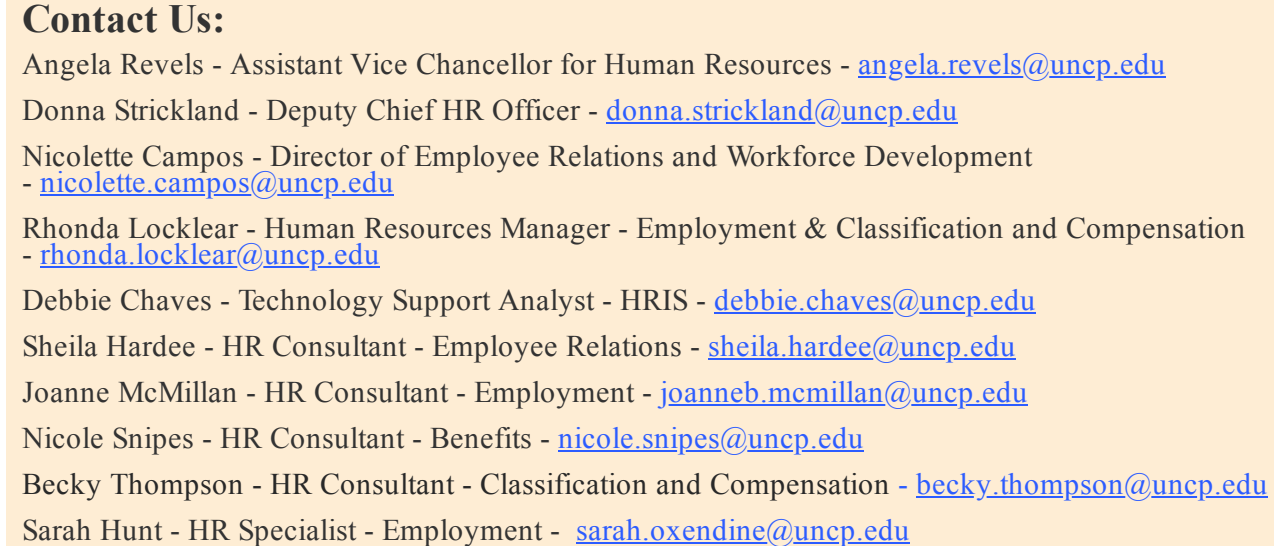 Contact Us:
Angela Revels - Assistant Vice Chancellor for Human Resources - angela.revels@uncp.edu
Donna Strickland - Deputy Chief HR Officer - donna.strickland@uncp.edu
Nicolette Campos - Director of Employee Relations and Workforce Development
- nicolette.campos@uncp.edu
Rhonda Locklear - Human Resources Manager - Employment & Classification and Compensation
- rhonda.locklear@uncp.edu
Debbie Chaves - Technology Support Analyst - HRIS - debbie.chaves@uncp.edu
Sheila Hardee - HR Consultant - Employee Relations - sheila.hardee@uncp.edu
Joanne McMillan - HR Consultant - Employment - joanneb.mcmillan@uncp.edu
Nicole Snipes - HR Consultant - Benefits - nicole.snipes@uncp.edu
Becky Thompson - HR Consultant - Classification and Compensation - becky.thompson@uncp.edu
Sarah Hunt - HR Specialist - Employment - sarah.oxendine@uncp.edu